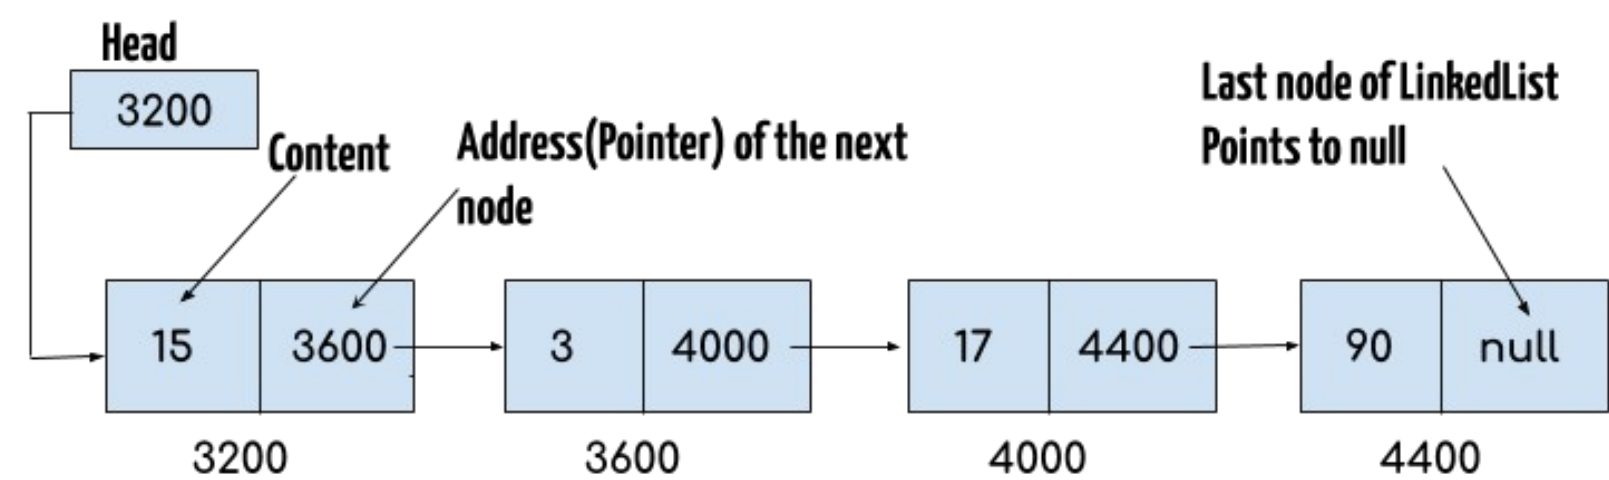 Head
3200
Content
Address(Pointer) of the next
node
Last node of LinkedList
Points to null
15
3600
3
4000
17
4400
90
null
3200
3600
4000
4400